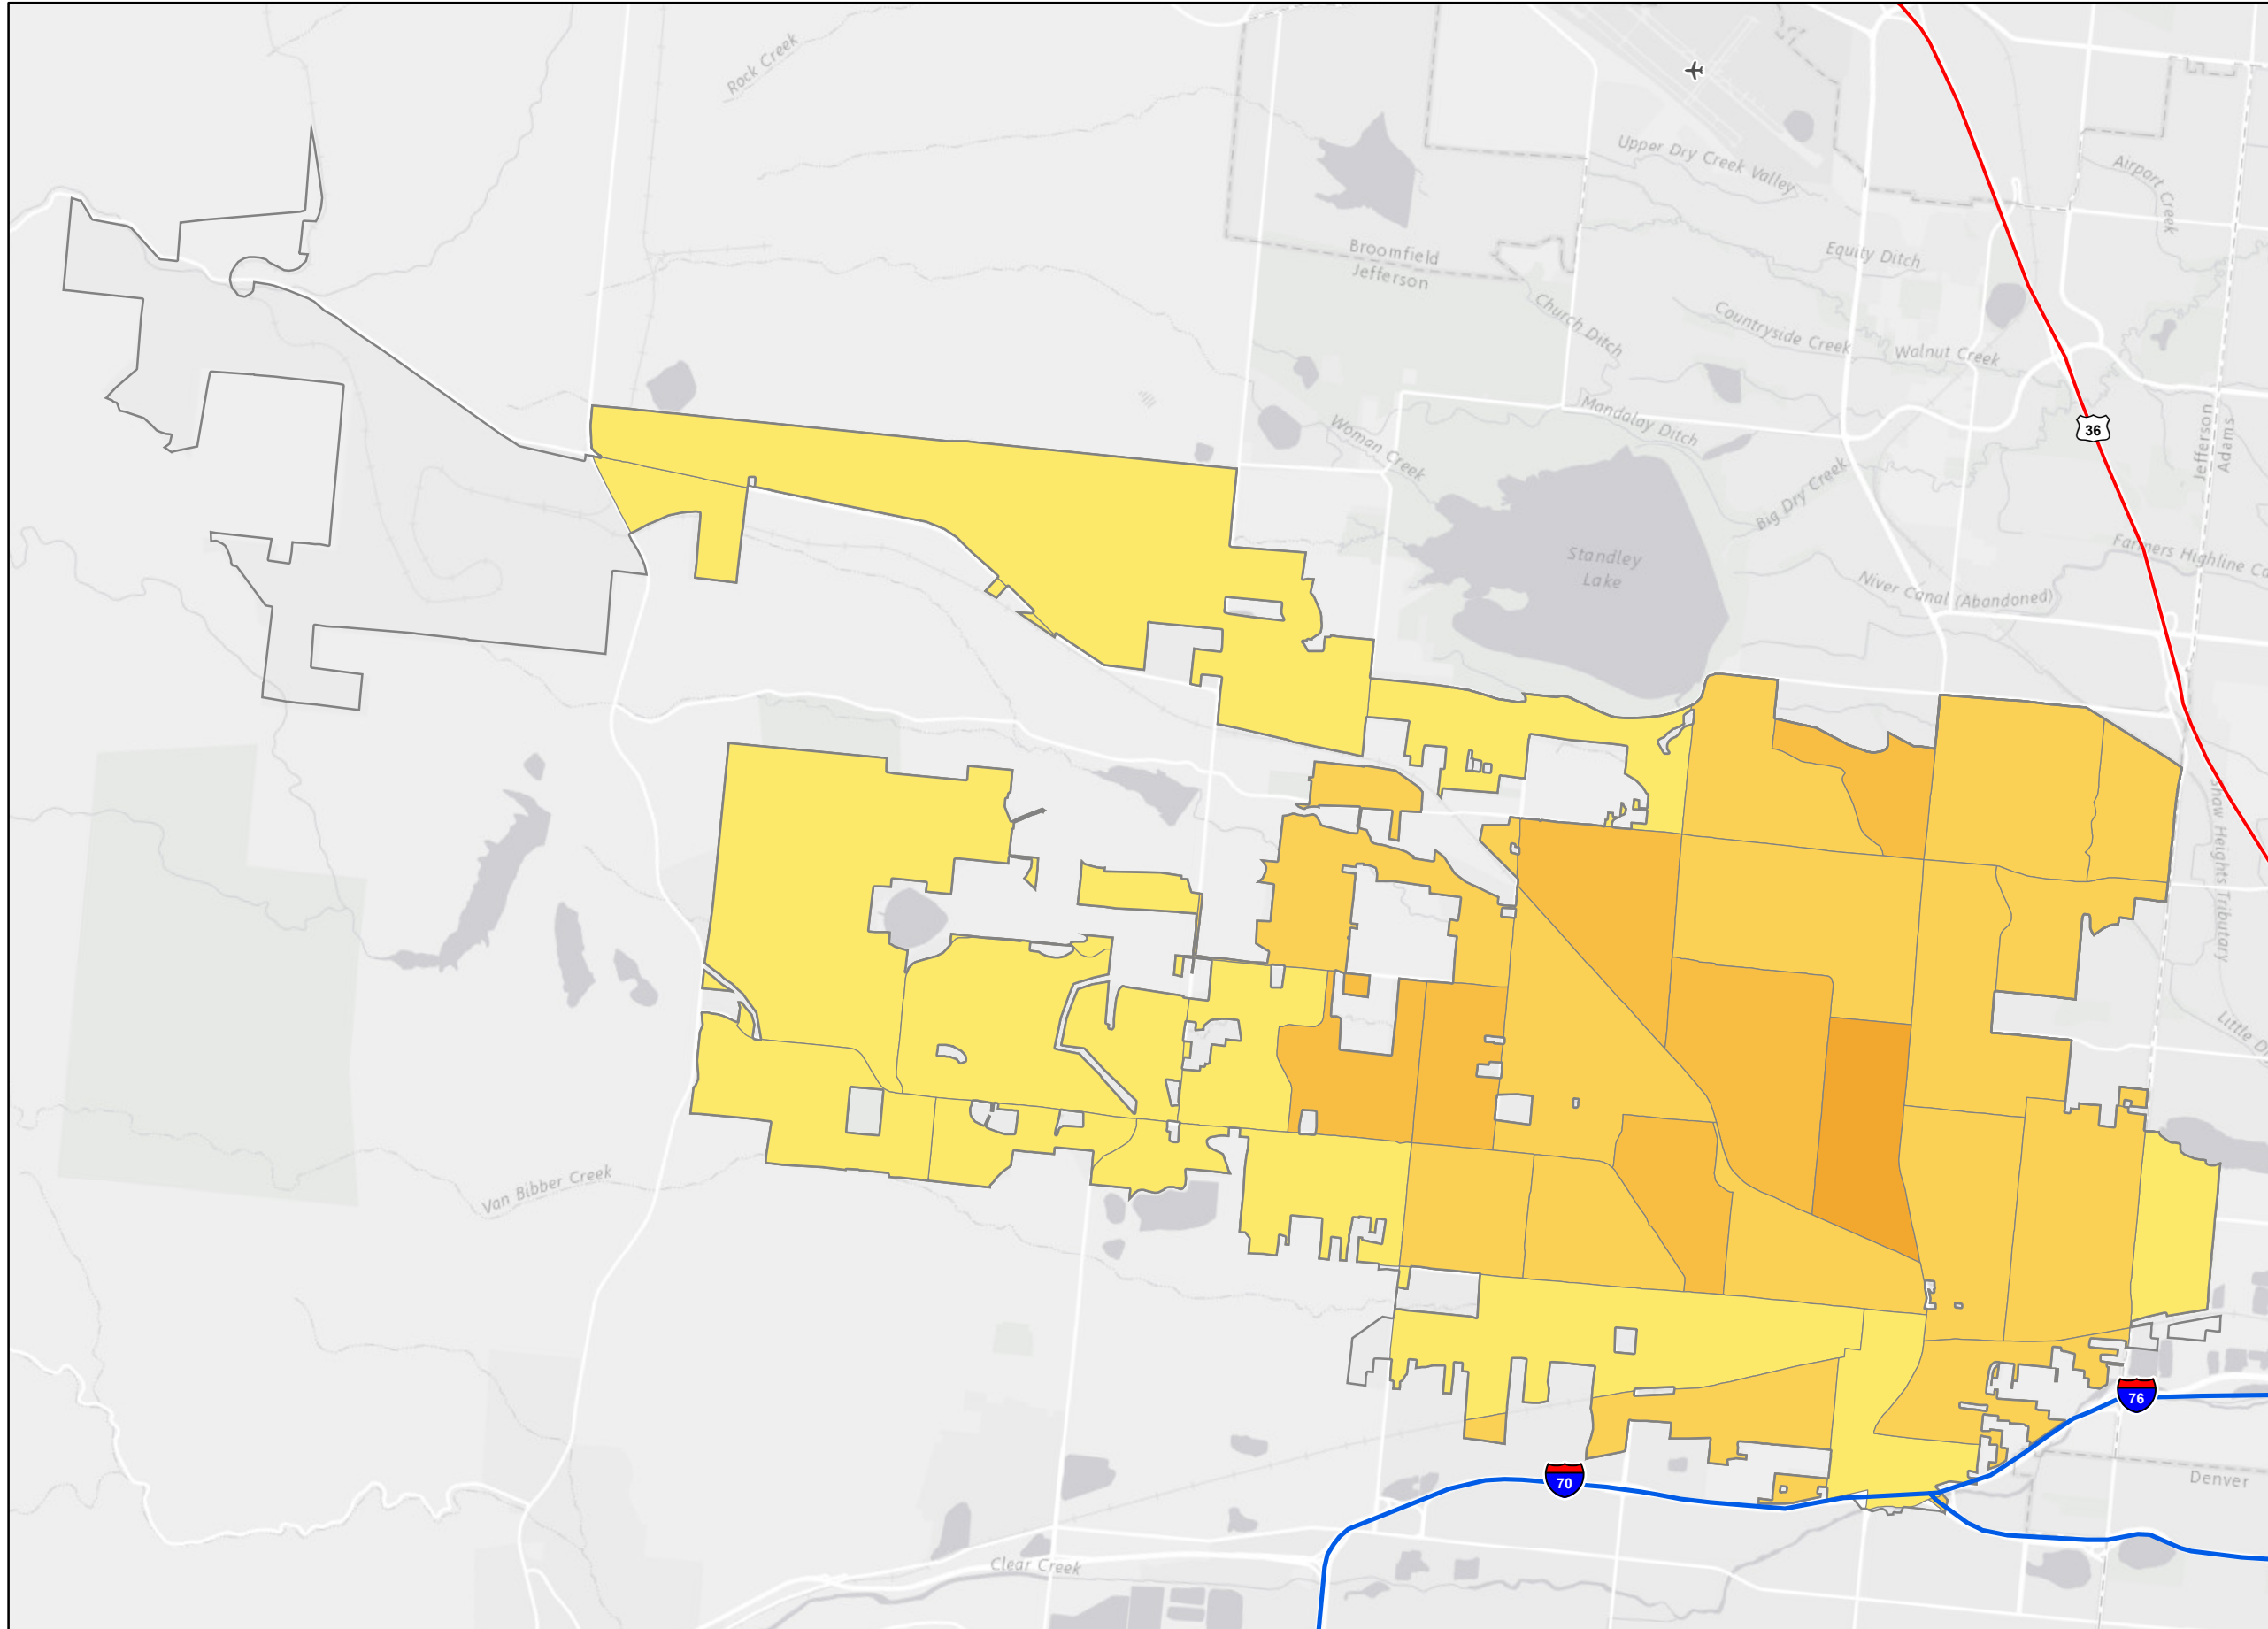 Rock Creek
Upper Dry Creek Valley
Airport Creek
Broomfield
Jefferson
Equity Ditch
Church Ditch
Countryside Creek
Walnut Creek
Mandalay Ditch
Woman Creek
36
Jefferson
Adams
Big Dry Creek
Standley
Lake
Farmers Highline Ca
Niver Canal (Abandoned)
Shaw Heights Tributary
Little D
Van Bibber Creek
76
70
Denver
Clear Creek